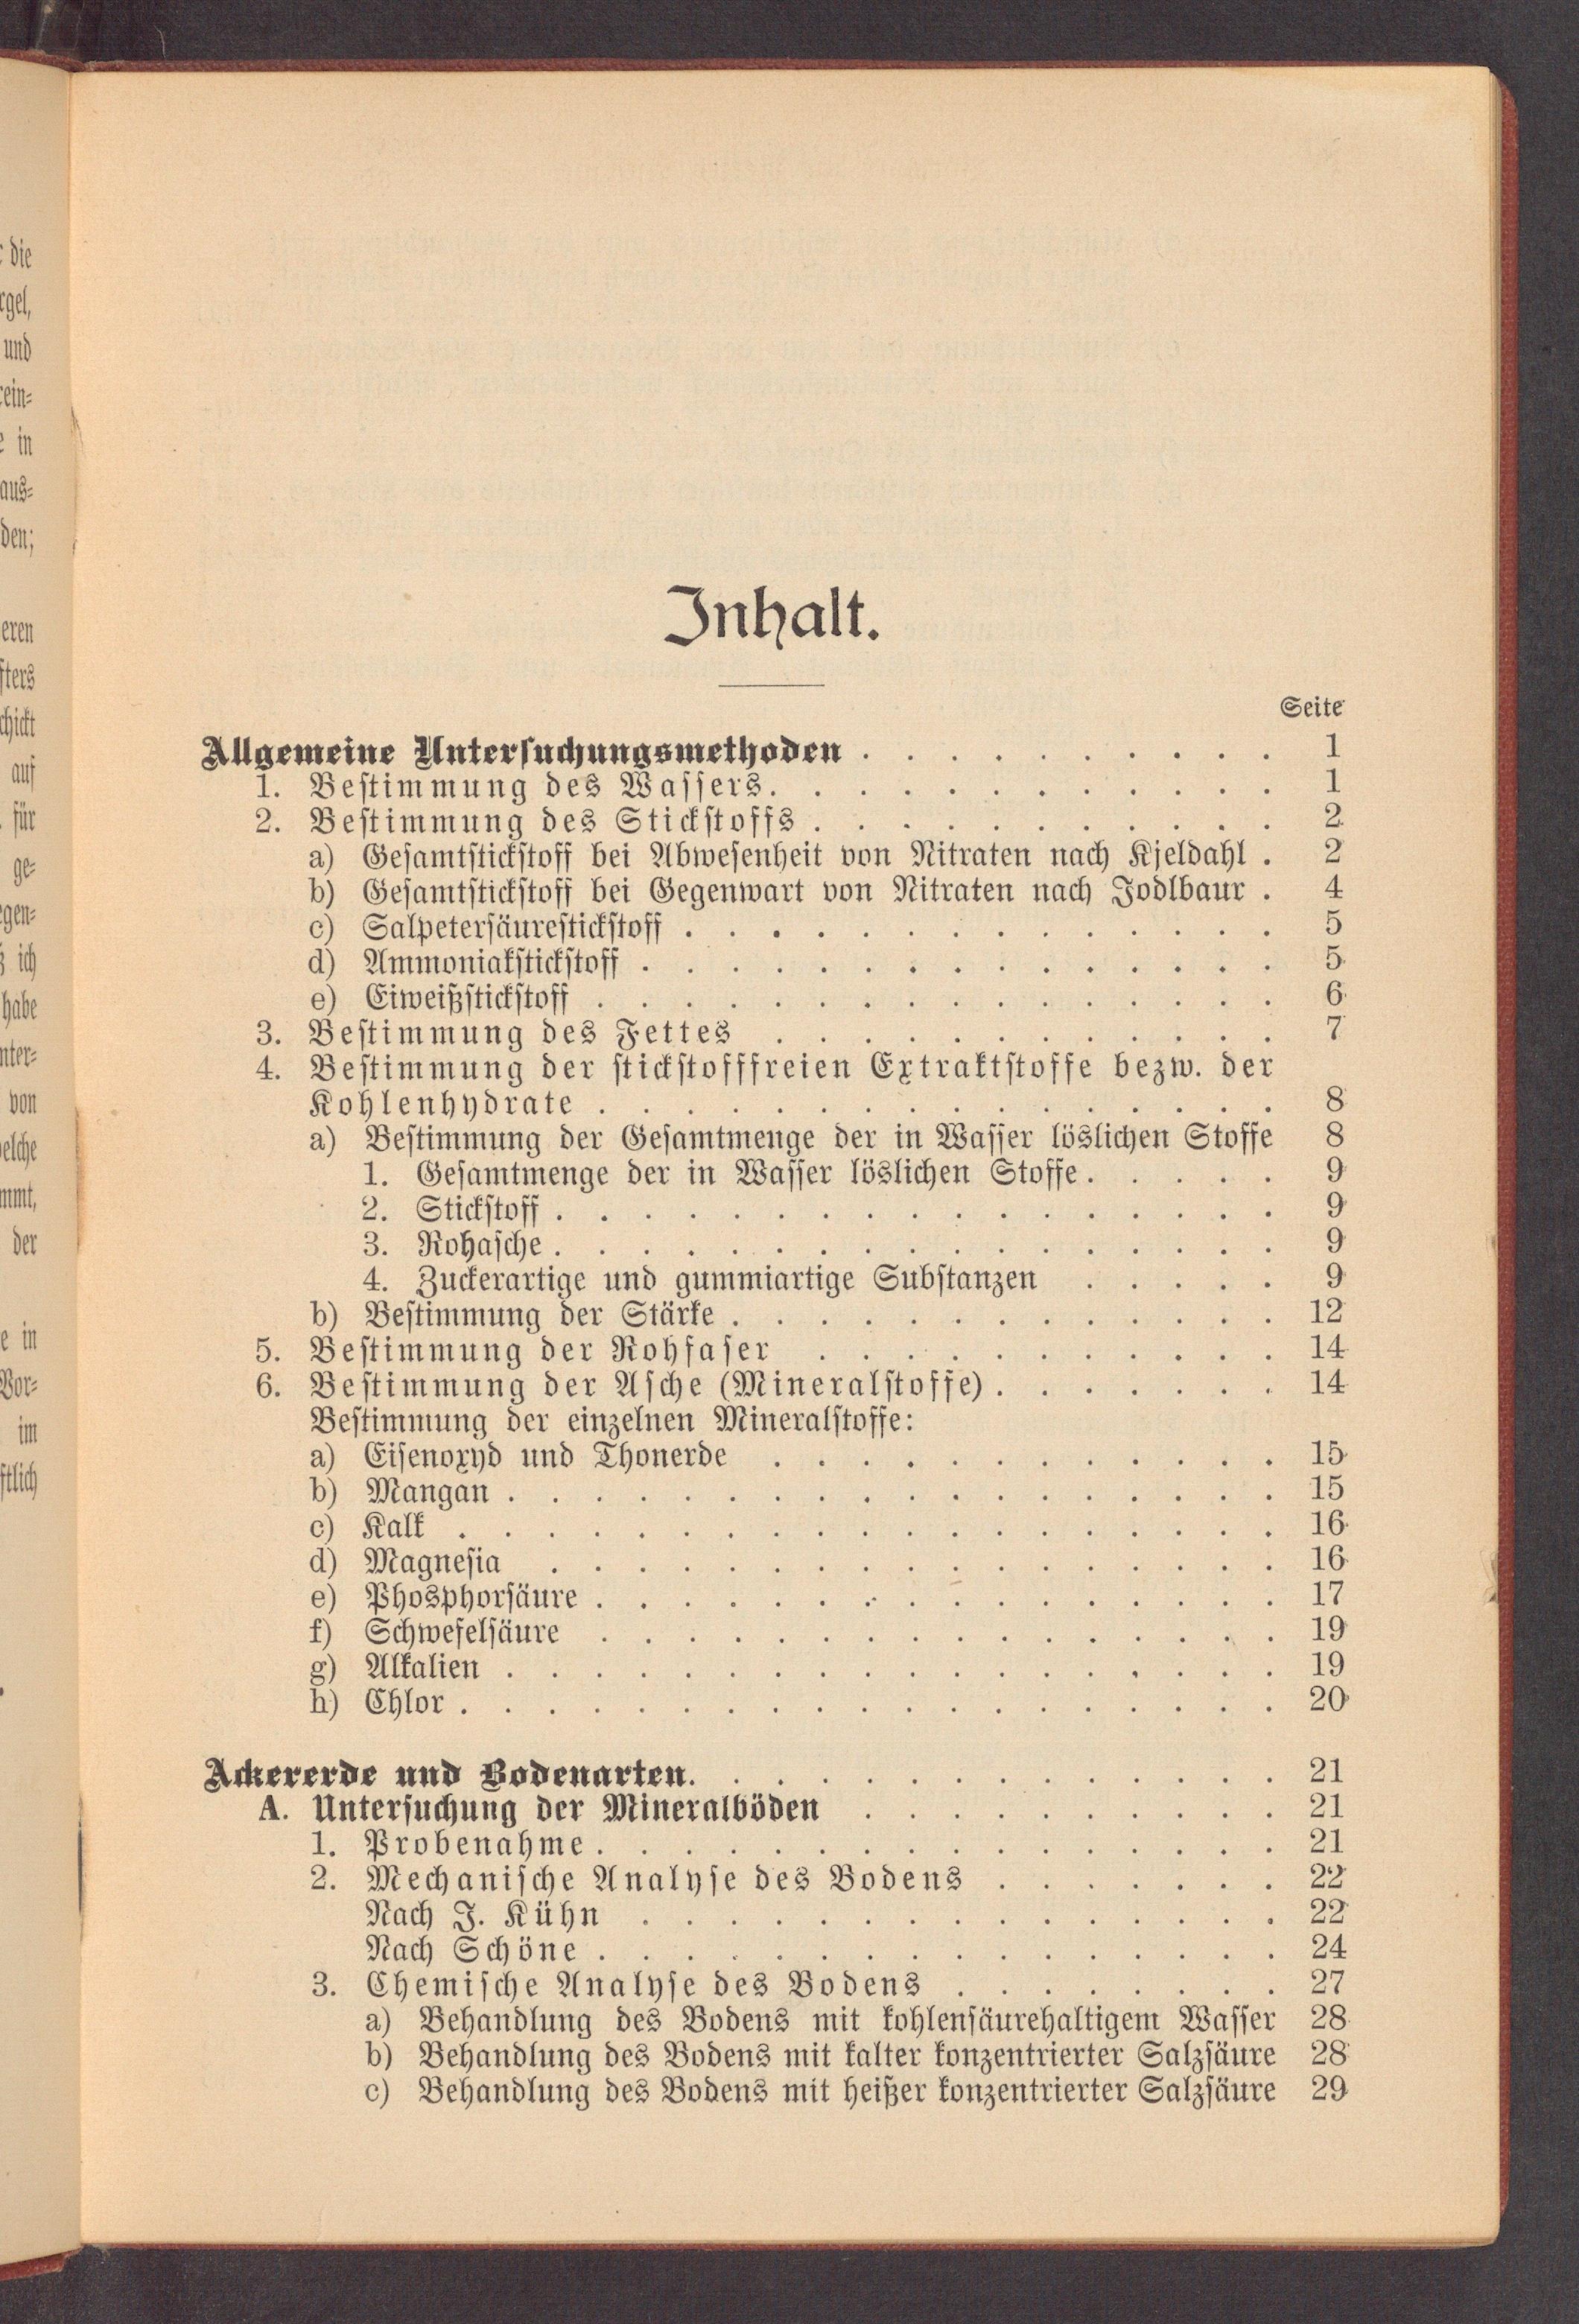 Inhalt.
Seite
Allgemeine Untersuchungsmethoden . . . . . . . . . . 1
1. Bestimmung des Wassers. . . . . . . . . . . . 1
2. Bestimmung des Stickstoffs . . . . . . . . . . . 2
a) Gesamtstickstoff bei Abwesenheit von Nitraten nach Kjeldahl . 2
b) Gesamtstickstoff bei Gegenwart von Nitraten nach Jodlbaur . 4
c) Salpetersäurestickstoff . . . . . . . . . . . . . . 5
d) Ammoniakstickstoff . . . . . . . . . . . . . . . 5
e) Eiweißstickstoff . . . . . . . . . . . . . . . . 6
3. Bestimmung des Fettes . . . . . . . . . . . . 7
4. Bestimmung der stickstofffreien Extraktstoffe bezw. der
Kohlenhydrate . . . . . . . . . . . . . . . . 8
a) Bestimmung der Gesamtmenge der in Wasser löslichen Stoffe 8
1. Gesamtmenge der in Wasser löslichen Stoffe . . . . . 9
2. Stickstoff . . . . . . . . . . . . . . . . . 9
3. Rohasche . . . . . . . . . . . . . . . . . 9
4. Zuckerartige und gummiartige Substanzen . . . . . 9
b) Bestimmung der Stärke . . . . . . . . . . . . . 12
5. Bestimmung der Rohfaser . . . . . . . . . . . 14
6. Bestimmung der Asche (Mineralstoffe) . . . . . . . 14
Bestimmung der einzelnen Mineralstoffe:
a) Eisenoxyd und Thonerde . . . . . . . . . . . . 15
b) Mangan . . . . . . . . . . . . . . . . . . 15
c) Kalk . . . . . . . . . . . . . . . . . . . 16
d) Magnesia . . . . . . . . . . . . . . . . . 16
e) Phosphorsäure . . . . . . . . . . . . . . . . 17
f) Schwefelsäure . . . . . . . . . . . . . . . . 19
g) Alkalien . . . . . . . . . . . . . . . . . . 19
h) Chlor . . . . . . . . . . . . . . . . . . . 20
Ackererde und Bodenarten. . . . . . . . . . . . . . 21
A. Untersuchung der Mineralböden . . . . . . . . . . 21
1. Probenahme . . . . . . . . . . . . . . . . 21
2. Mechanische Analyse des Bodens . . . . . . . 22
Nach J. Kühn . . . . . . . . . . . . . . . 22
Nach Schöne . . . . . . . . . . . . . . . . 24
3. Chemische Analyse des Bodens . . . . . . . . 27
a) Behandlung des Bodens mit kohlensäurehaltigem Wasser 28
b) Behandlung des Bodens mit kalter konzentrierter Salzsäure 28
c) Behandlung des Bodens mit heißer konzentrierter Salzsäure 29